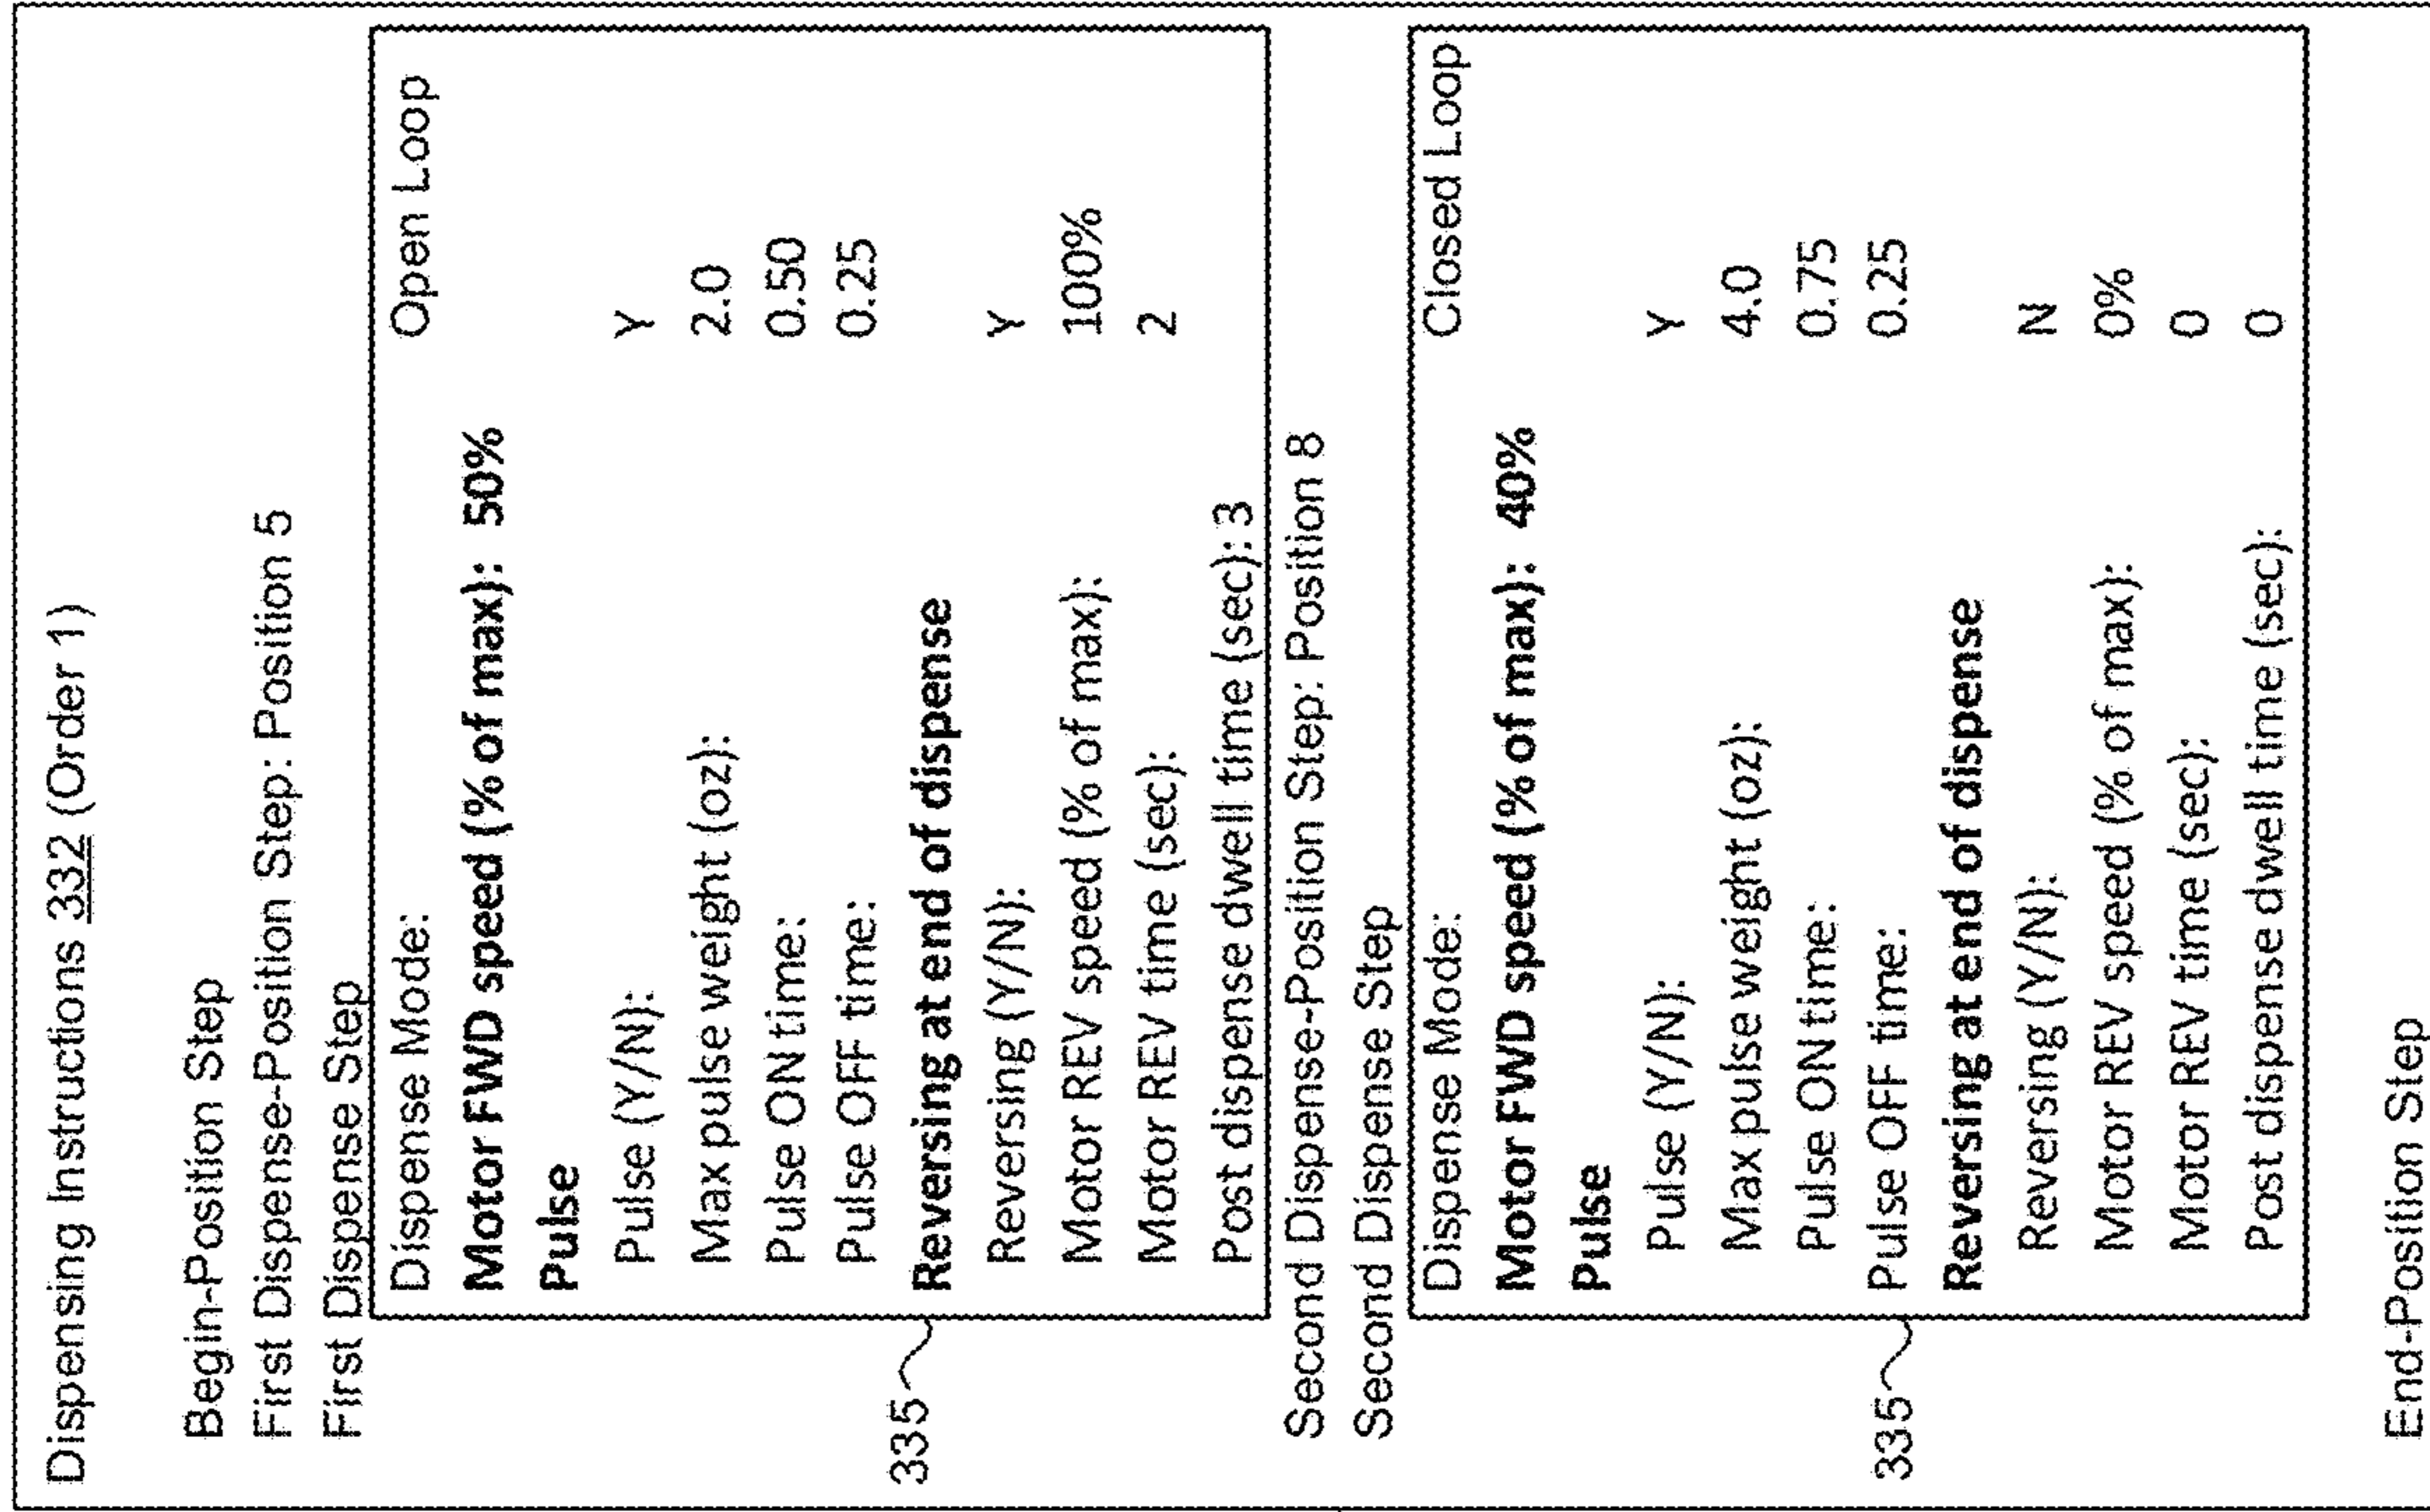 Dispensing Instructions 332 (Order 1)
Begin-Position Step
First Dispense-Position Step: Position 5
First Dispense Step
Dispense Mode: Open Loop
Motor FWD speed (% of max): 50%
Pulse
Pulse (Y/N): Y
Max pulse weight (oz): 2.0
Pulse ON time: 0.50
Pulse OFF time: 0.25
335
Reversing at end of dispense
Reversing (Y/N): Y
Motor REV speed (% of max): 100%
Motor REV time (sec): 2
Post dispense dwell time (sec): 3
Second Dispense-Position Step: Position 8
Second Dispense Step
Dispense Mode: Closed Loop
Motor FWD speed (% of max): 40%
Pulse
Pulse (Y/N): Y
Max pulse weight (oz): 4.0
Pulse ON time: 0.75
Pulse OFF time: 0.25
335
Reversing at end of dispense
Reversing (Y/N): N
Motor REV speed (% of max): 0%
Motor REV time (sec): 0
Post dispense dwell time (sec): 0
End-Position Step